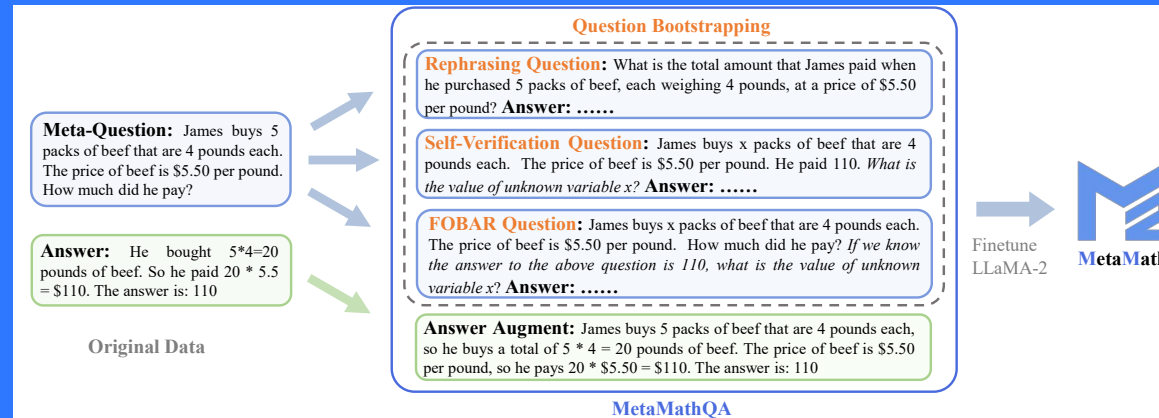 Question Bootstrapping
Rephrasing Question: What is the total amount that James paid when
he purchased 5 packs of beef, each weighing 4 pounds, at a price of $5.50
per pound? Answer: ......
Meta-Question: James buys 5
packs of beef that are 4 pounds each.
The price of beef is $5.50 per pound.
How much did he pay?
Self-Verification Question: James buys x packs of beef that are 4
pounds each. The price of beef is $5.50 per pound. He paid 110. What is
the value of unknown variable x? Answer: ......
FOBAR Question: James buys x packs of beef that are 4 pounds each.
The price of beef is $5.50 per pound. How much did he pay? If we know
the answer to the above question is 110, what is the value of unknown
variable x? Answer: ......
Answer: He bought 5*4=20
pounds of beef. So he paid 20 * 5.5
= $110. The answer is: 110
Answer Augment: James buys 5 packs of beef that are 4 pounds each,
so he buys a total of 5 * 4 = 20 pounds of beef. The price of beef is $5.50
per pound, so he pays 20 * $5.50 = $110. The answer is: 110
Original Data
MetaMathQA
Finetune
LLaMA-2
MetaMath